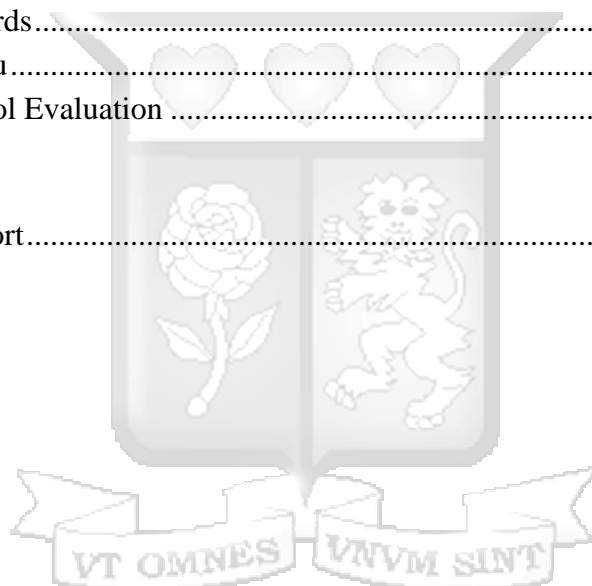 rds.......................................................................
u..........................................................................
ol Evaluation .......................................................
ort.........................................................................
VT OMNES VNVM SINT